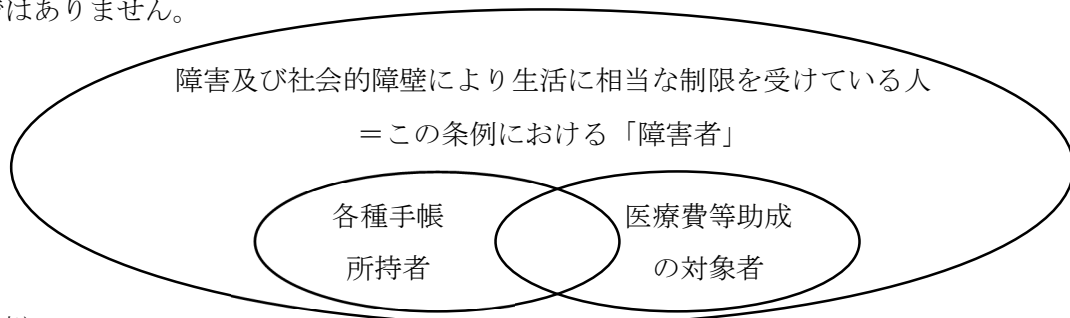 ではありません。
障害及び社会的障壁により生活に相当な制限を受けている人
＝この条例における「障害者」
各種手帳
所持者
医療費等助成
の対象者